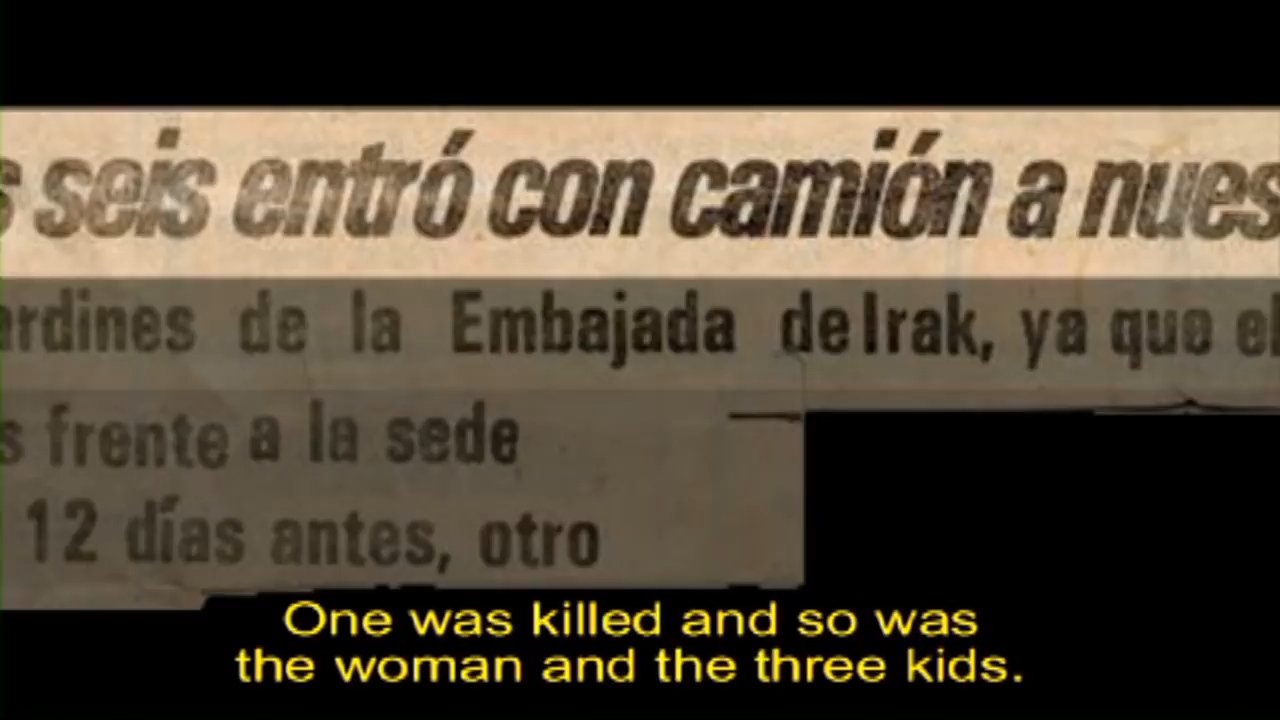 seis entró con camión a nues
ardines de la Embajada de Irak, ya que el
s frente a la sede
12 días antes, otro
One was killed and so was
the woman and the three kids.